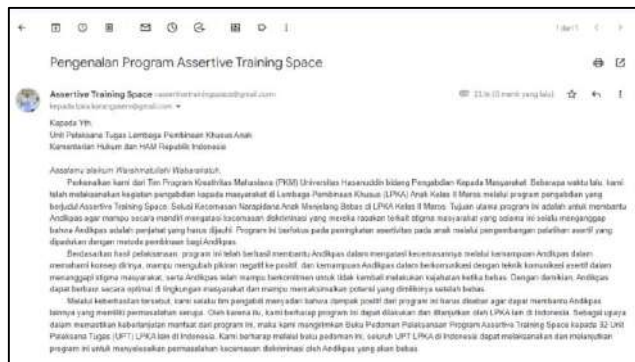 1 dari 1
Pengenalan Program Assertive Training Space
Assertive Training Space
21.16 (0 menit yang lalu)
Kepada Yth.
Unit Pelaksana Tugas Lembaga Pembinaan Khusus Anak
Kementerian Hukum dan HAM Republik Indonesia
Assalamu alaikum Warahmatullahi Wabarakatuh.
Perkenalkan kami dari Tim Program Kreativitas Mahasiswa (PKM) Universitas Hasanuddin bidang Pengabdian Kepada Masyarakat. Beberapa waktu lalu, kami
telah melaksanakan kegiatan pengabdian kepada masyarakat di Lembaga Pembinaan Khusus (LPKA) Anak Kelas II Maros melalui program pengabdian yang
berjudul Assertive Training Space: Solusi Kecemasan Narapidana Anak Menjelang Bebas di LPKA Kelas II Maros. Tujuan utama program ini adalah untuk membantu
Andikpas agar mampu secara mandiri mengatasi kecemasan diskriminasi yang mereka rasakan terkait stigma masyarakat yang selama ini selalu menganggap
bahwa Andikpas adalah penjahat yang harus dijauhi. Program ini berfokus pada peningkatan asertivitas pada anak melalui pengembangan pelatihan asertif yang
dipadukan dengan metode pembinaan bagi Andikpas.
Berdasarkan hasil pelaksanaan, program ini telah berhasil membantu Andikpas dalam mengatasi kecemasannya melalui kemampuan Andikpas dalam
memahami konsep dirinya, mampu mengubah pikiran negatif ke positif, dan kemampuan Andikpas dalam berkomunikasi dengan teknik komunikasi asertif dalam
menanggapi stigma masyarakat, serta Andikpas telah mampu berkomitmen untuk tidak kembali melakukan kejahatan ketika bebas. Dengan demikian, Andikpas
dapat berbaur secara optimal di lingkungan masyarakat dan mampu memaksimalkan potensi yang dimilikinya setelah bebas.
Melalui keberhasilan tersebut, kami selaku tim pengabdi menyadari bahwa dampak positif dari program ini harus disebar agar dapat membantu Andikpas
lainnya yang memiliki permasalahan serupa. Oleh karena itu, kami berharap program ini dapat dilakukan dan dilanjutkan oleh LPKA lain di Indonesia. Sebagai upaya
dalam memastikan keberlanjutan manfaat dari program ini, maka kami mengirimkan Buku Pedoman Pelaksanaan Program Assertive Training Space kepada 32 Unit
Pelaksana Tugas (UPT) LPKA lain di Indonesia. Kami berharap melalui buku pedoman ini, seluruh UPT LPKA di Indonesia dapat melaksanakan dan melanjutkan
program ini untuk menyelesaikan permasalahan kecemasan diskriminasi oleh Andikpas yang akan bebas.